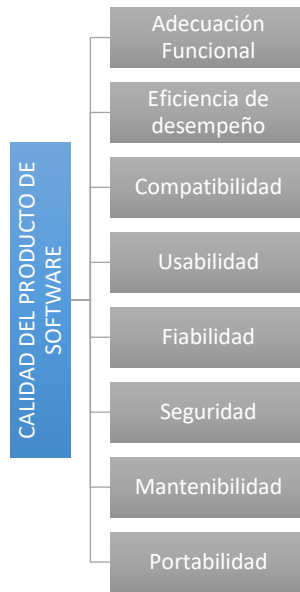 CALIDAD DEL PRODUCTO DE
SOFTWARE
Adecuación
Funcional
Eficiencia de
desempeño
Compatibilidad
Usabilidad
Fiabilidad
Seguridad
Mantenibilidad
Portabilidad